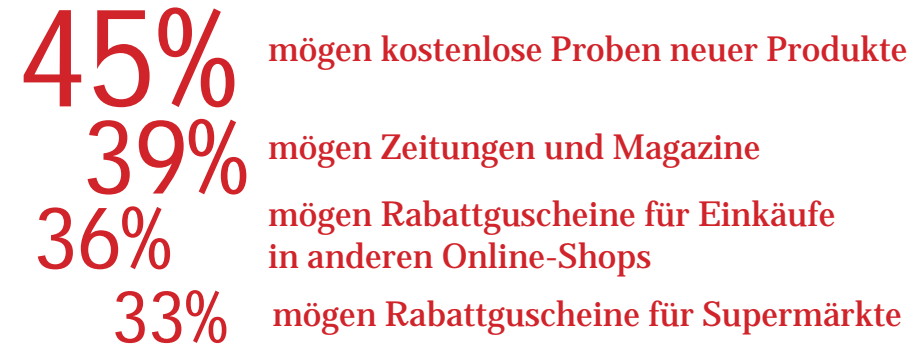 45% mögen kostenlose Proben neuer Produkte
39% mögen Zeitungen und Magazine
36% mögen Rabattguscheine für Einkäufe
in anderen Online-Shops
33% mögen Rabattguscheine für Supermärkte